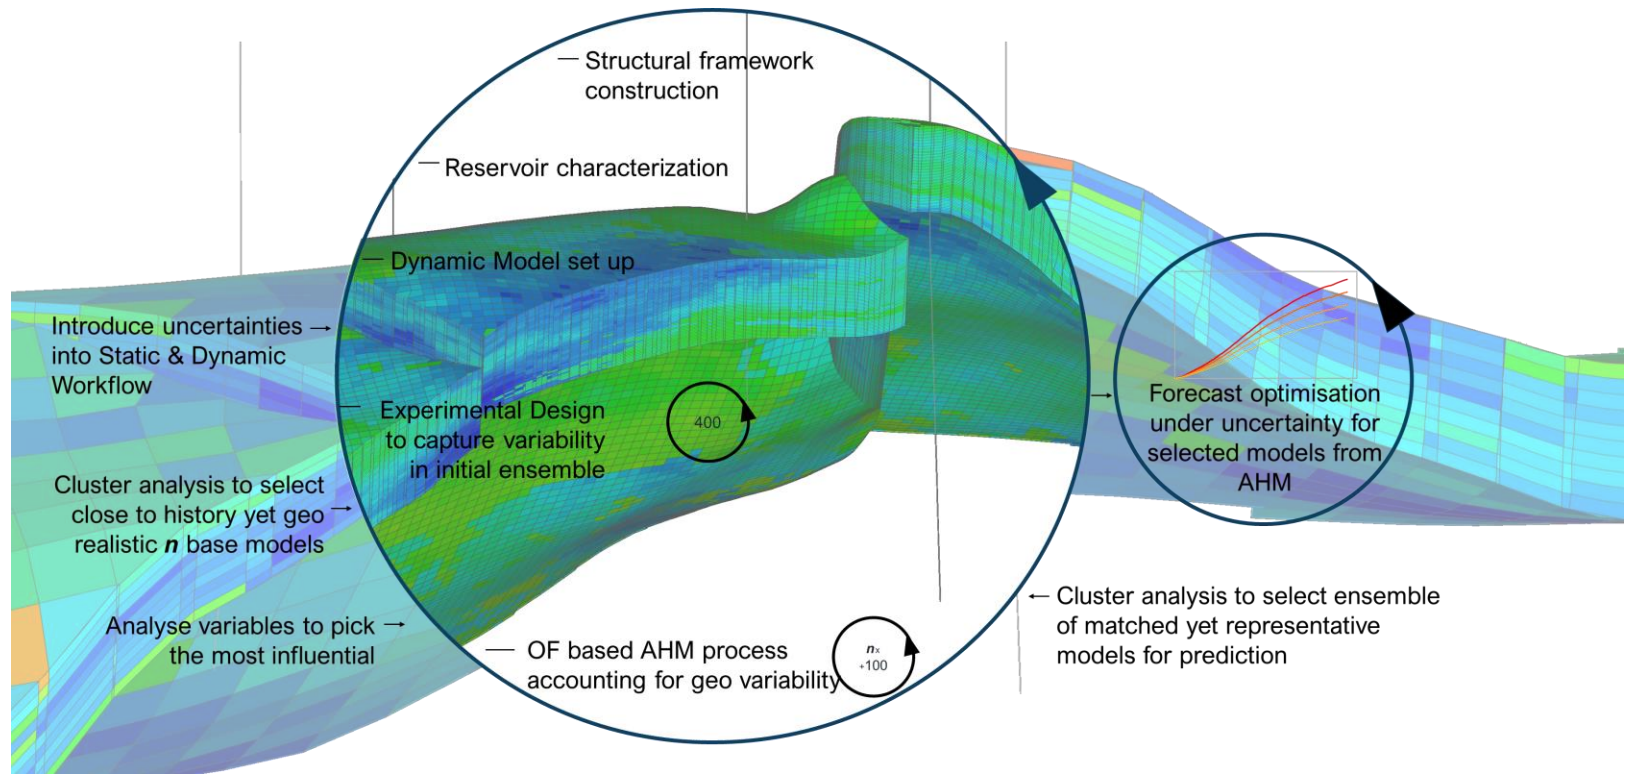 Structural framework
construction
Reservoir characterization
Dynamic Model set up
Introduce uncertainties
into Static & Dynamic
Workflow
Experimental Design
to capture variability
in initial ensemble
400
Cluster analysis to select
close to history yet geo
realistic n base models
Analyse variables to pick
the most influential
OF based AHM process
accounting for geo variability
nx
+100
Cluster analysis to select ensemble
of matched yet representative
models for prediction
Forecast optimisation
under uncertainty for
selected models from
AHM